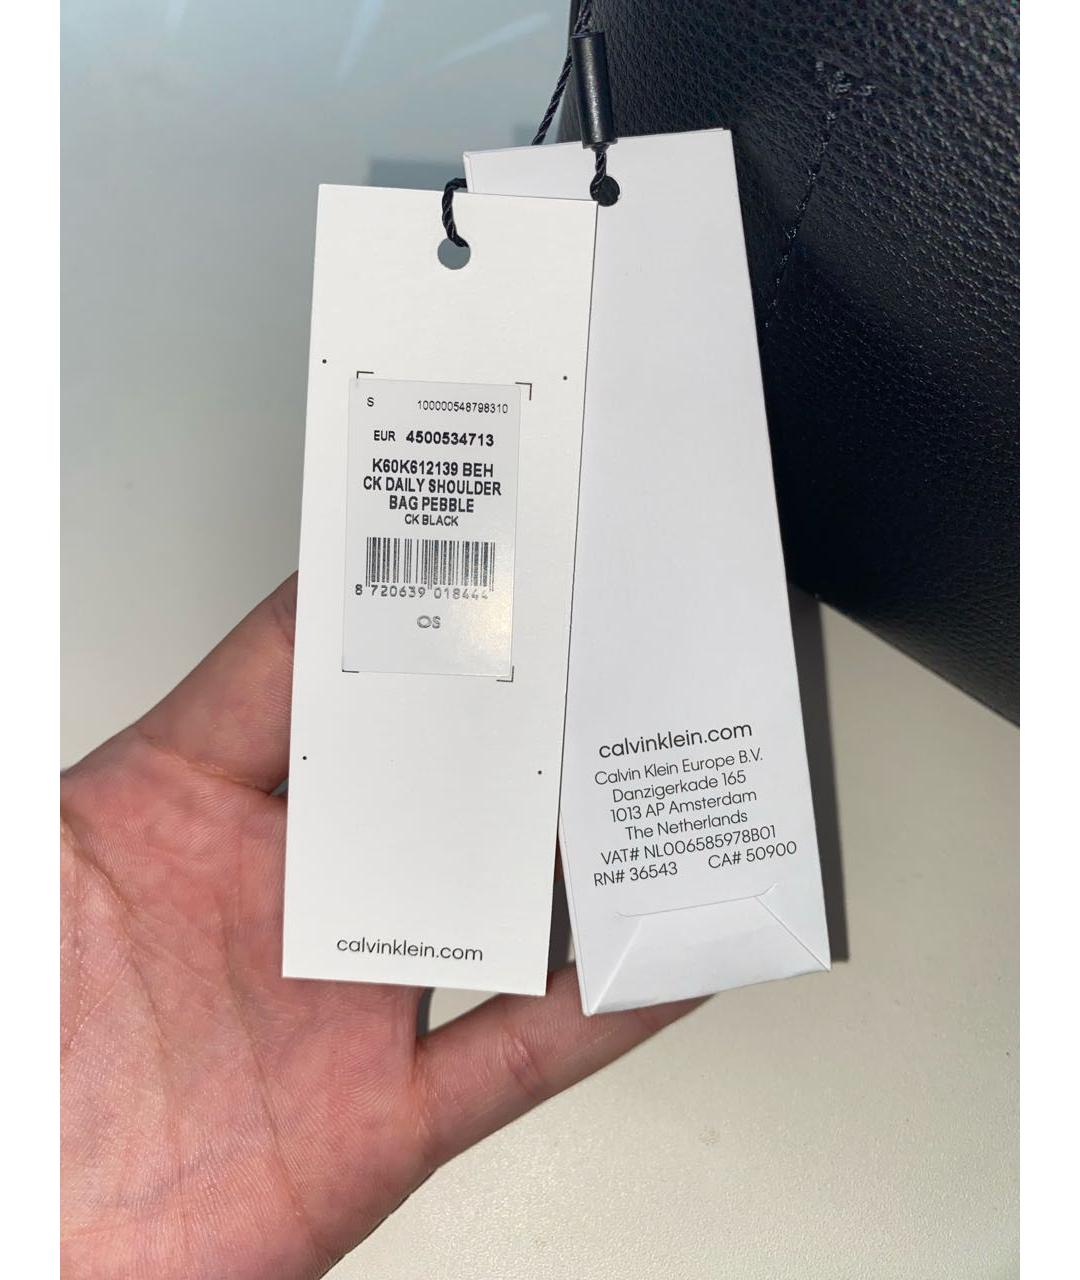 S 100000548798310
EUR 4500534713
K60K612139 BEH
CK DAILY SHOULDER
BAG PEBBLE
CK BLACK
8 720639 018444
OS
calvinklein.com
calvinklein.com
Calvin Klein Europe B.V.
Danzigerkade 165
1013 AP Amsterdam
The Netherlands
VAT# NL006585978B01
RN# 36543 CA# 50900